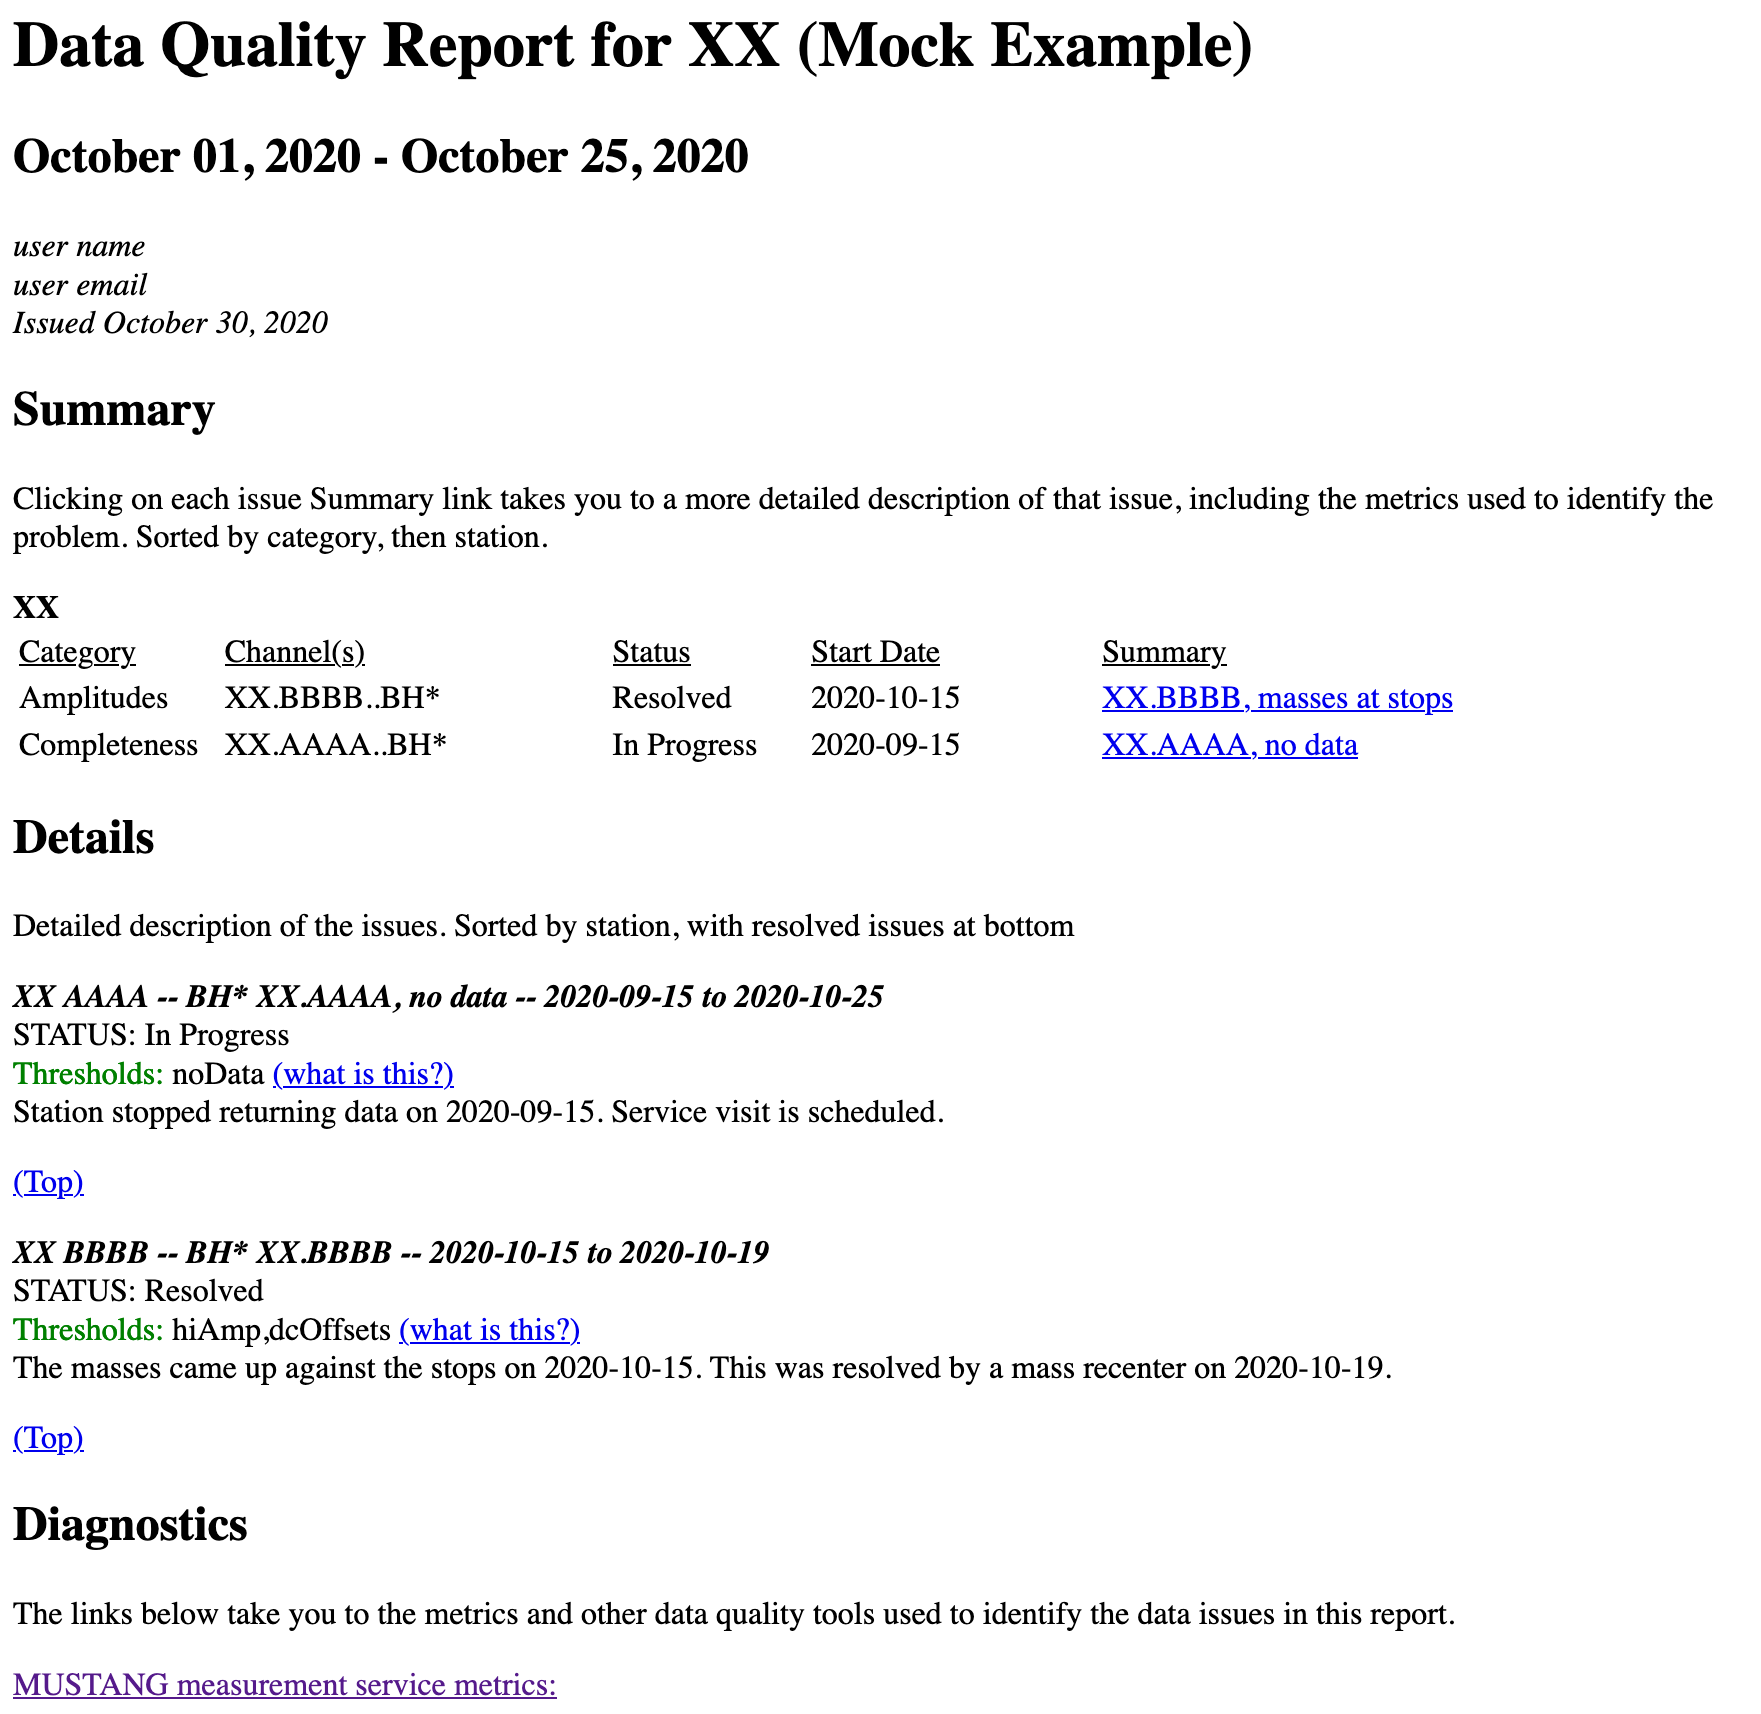 Data Quality Report for XX (Mock Example)
October 01, 2020 - October 25, 2020
user name
user email
Issued October 30, 2020
Summary
Clicking on each issue Summary link takes you to a more detailed description of that issue, including the metrics used to identify the
problem. Sorted by category, then station.
XX
Category Channel(s) Status Start Date Summary
Amplitudes XX.BBBB..BH* Resolved 2020-10-15 XX.BBBB, masses at stops
Completeness XX.AAAA..BH* In Progress 2020-09-15 XX.AAAA, no data
Details
Detailed description of the issues. Sorted by station, with resolved issues at bottom
XX AAAA -- BH* XX.AAAA, no data -- 2020-09-15 to 2020-10-25
STATUS: In Progress
Thresholds: noData (what is this?)
Station stopped returning data on 2020-09-15. Service visit is scheduled.
(Top)
XX BBBB -- BH* XX.BBBB -- 2020-10-15 to 2020-10-19
STATUS: Resolved
Thresholds: hiAmp,dcOffsets (what is this?)
The masses came up against the stops on 2020-10-15. This was resolved by a mass recenter on 2020-10-19.
(Top)
Diagnostics
The links below take you to the metrics and other data quality tools used to identify the data issues in this report.
MUSTANG measurement service metrics: